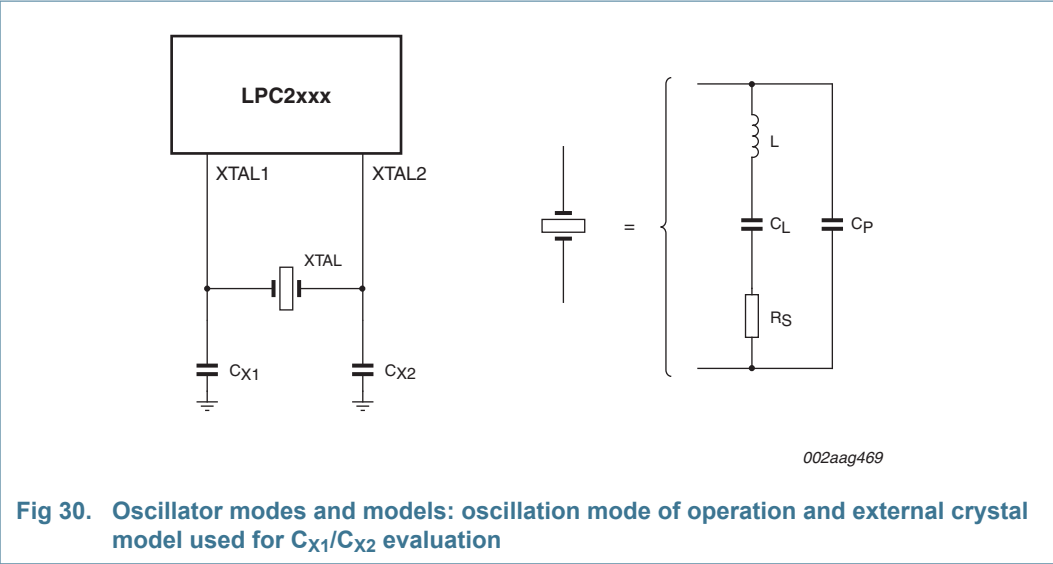 LPC2xxx
XTAL1
XTAL2
XTAL
CX1
CX2
=
L
CL
CP
RS
002aag469
Fig 30. Oscillator modes and models: oscillation mode of operation and external crystal
model used for CX1/CX2 evaluation